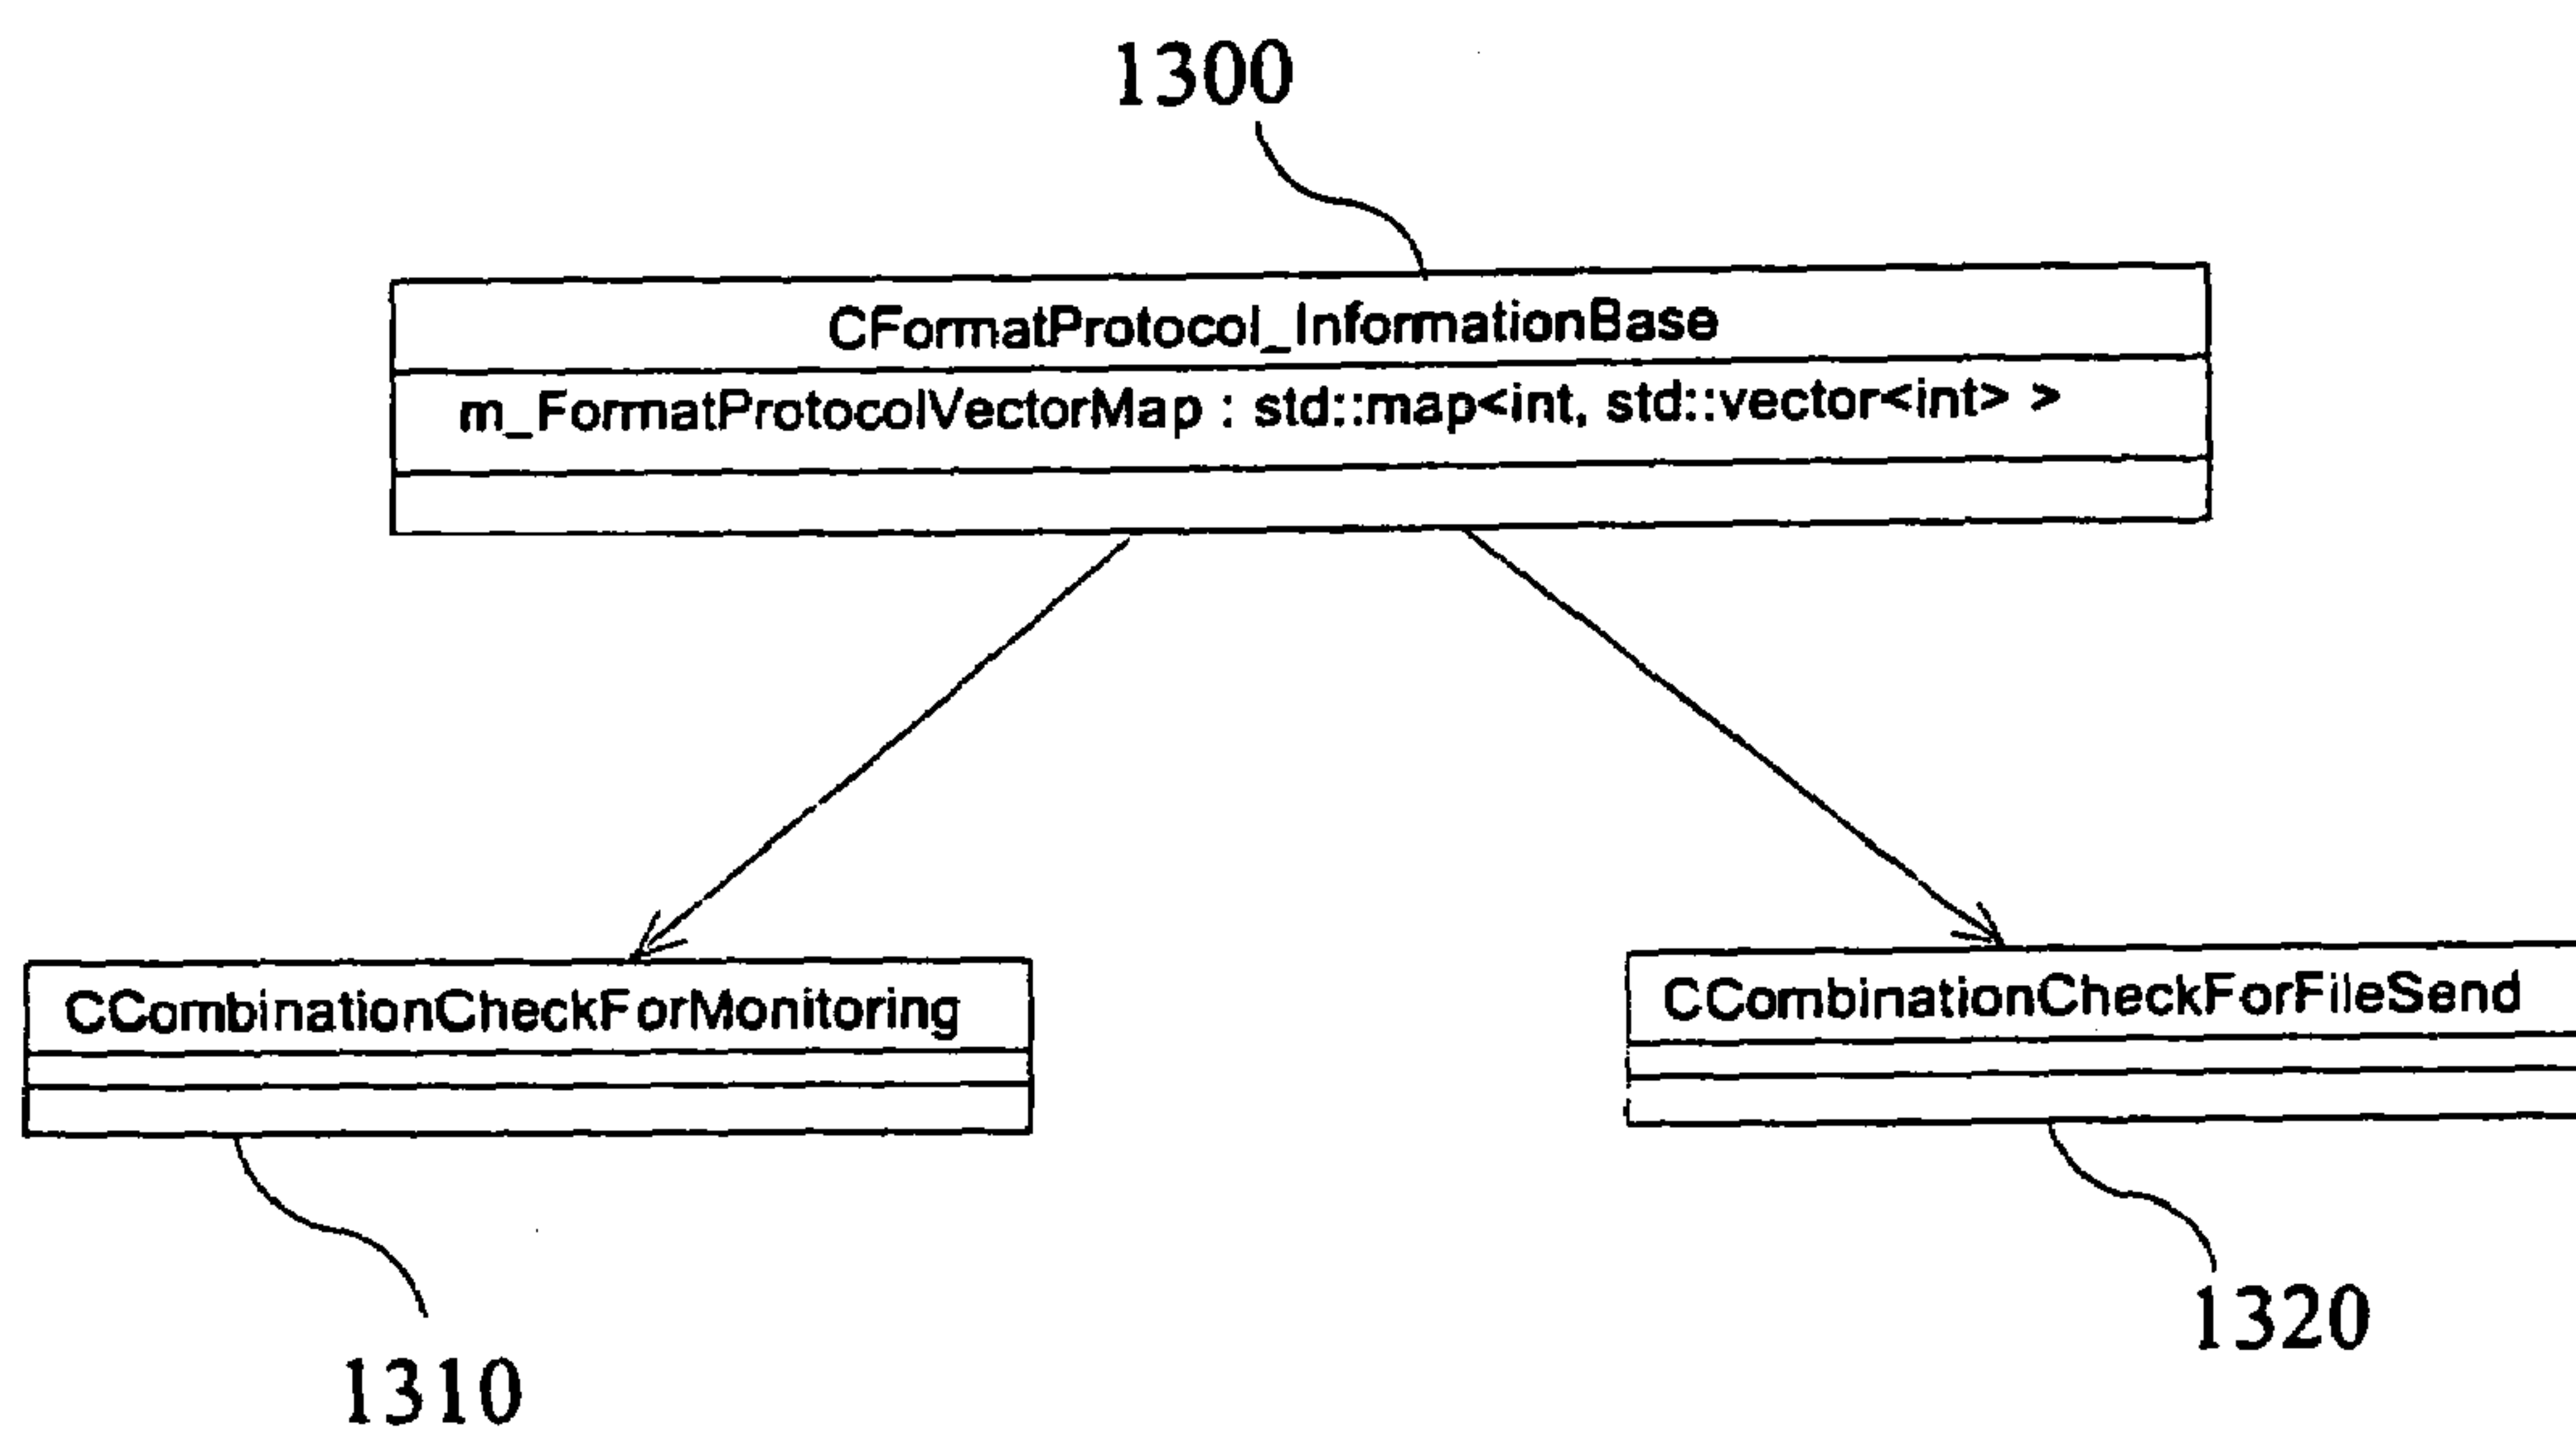 1300
CFormatProtocol_InformationBase
m_FormatProtocolVectorMap : std::map<int, std::vector<int> >
CCombinationCheckForMonitoring
CCombinationCheckForFileSend
1310
1320